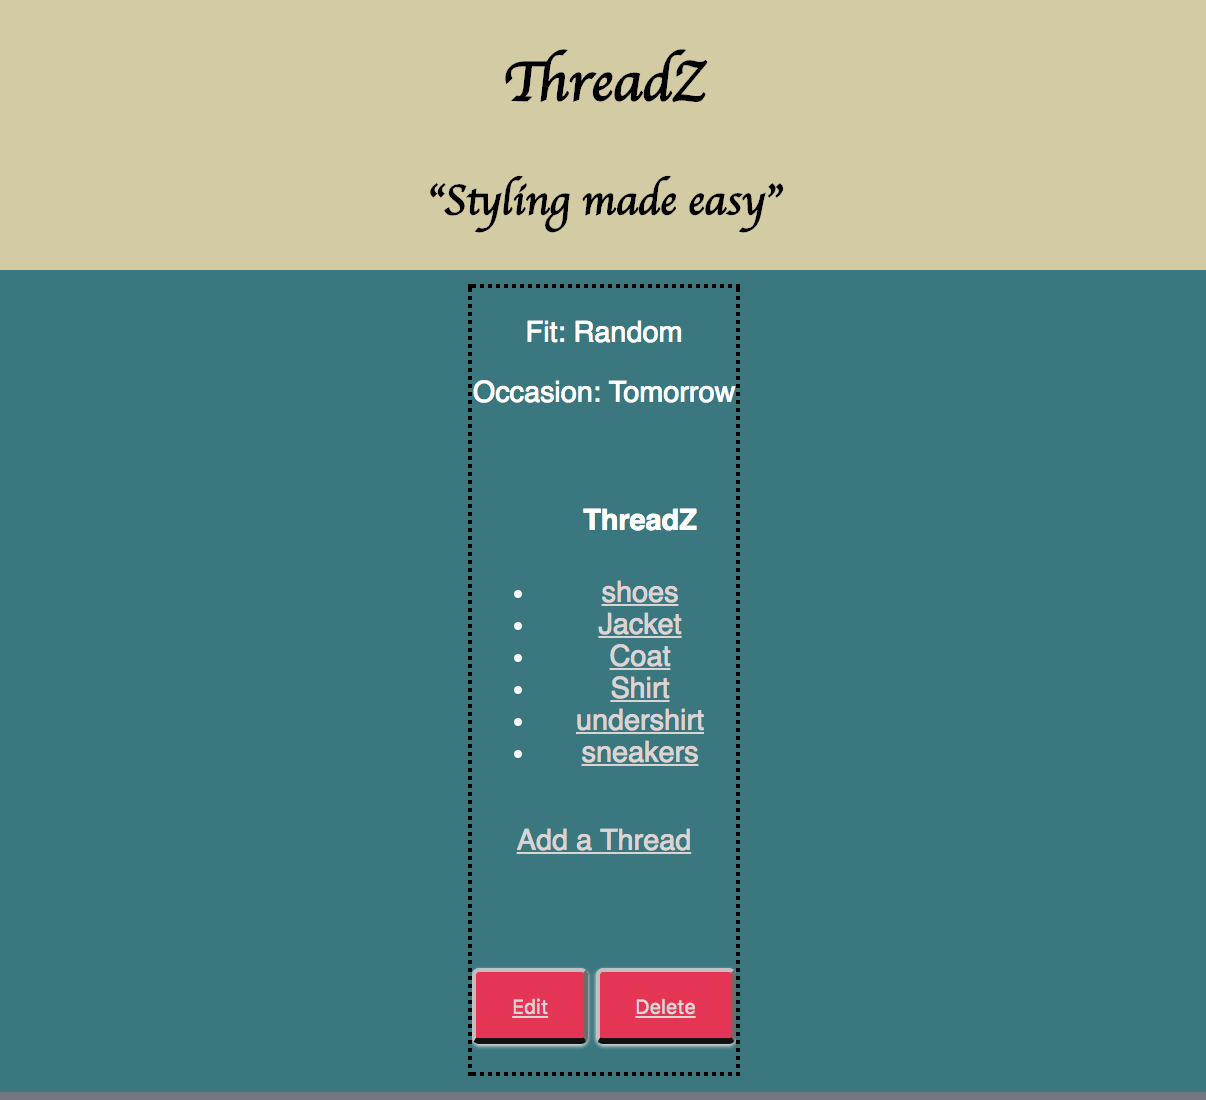 ThreadZ
“Styling made easy”
Fit: Random
Occasion: Tomorrow
ThreadZ
shoes
Jacket
Coat
Shirt
undershirt
sneakers
Add a Thread
Edit Delete